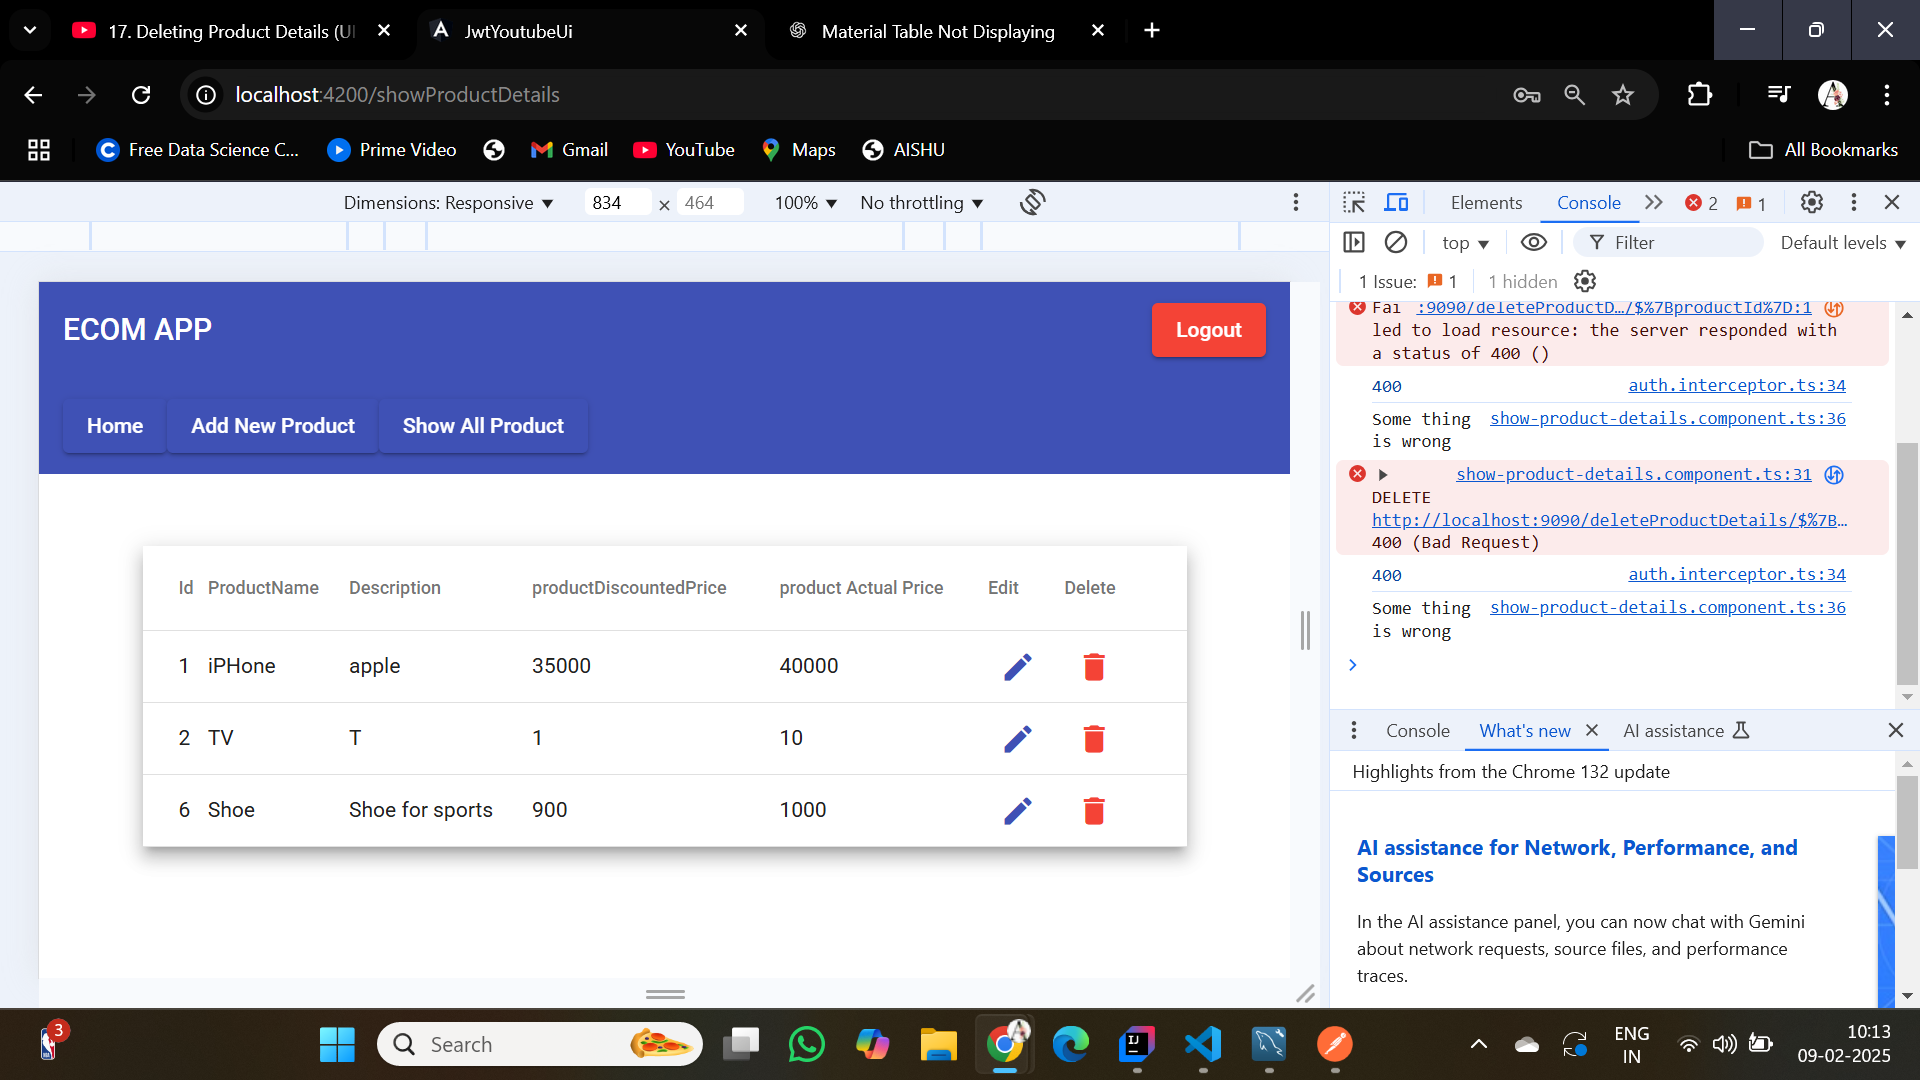 17. Deleting Product Details (UI
JwtYoutubeUi
Material Table Not Displaying
localhost:4200/showProductDetails
Free Data Science C...
Prime Video
Gmail
YouTube
Maps
AISHU
All Bookmarks
Dimensions: Responsive
834 × 464
100%
No throttling
Elements
Console
2
1
top
Filter
Default levels
1 Issue: 1
1 hidden
ECOM APP
Logout
Home
Add New Product
Show All Product
Id ProductName Description productDiscountedPrice product Actual Price Edit Delete
1 iPHone apple 35000 40000
2 TV T 1 10
6 Shoe Shoe for sports 900 1000
Fai :9090/deleteProductD…/$%7BproductId%7D:1
led to load resource: the server responded with
a status of 400 ()
400 auth.interceptor.ts:34
Some thing show-product-details.component.ts:36
is wrong
show-product-details.component.ts:31
DELETE
http://localhost:9090/deleteProductDetails/$%7B…
400 (Bad Request)
400 auth.interceptor.ts:34
Some thing show-product-details.component.ts:36
is wrong
Console
What's new
AI assistance
Highlights from the Chrome 132 update
AI assistance for Network, Performance, and
Sources
In the AI assistance panel, you can now chat with Gemini
about network requests, source files, and performance
traces.
3
Search
ENG
IN
10:13
09-02-2025